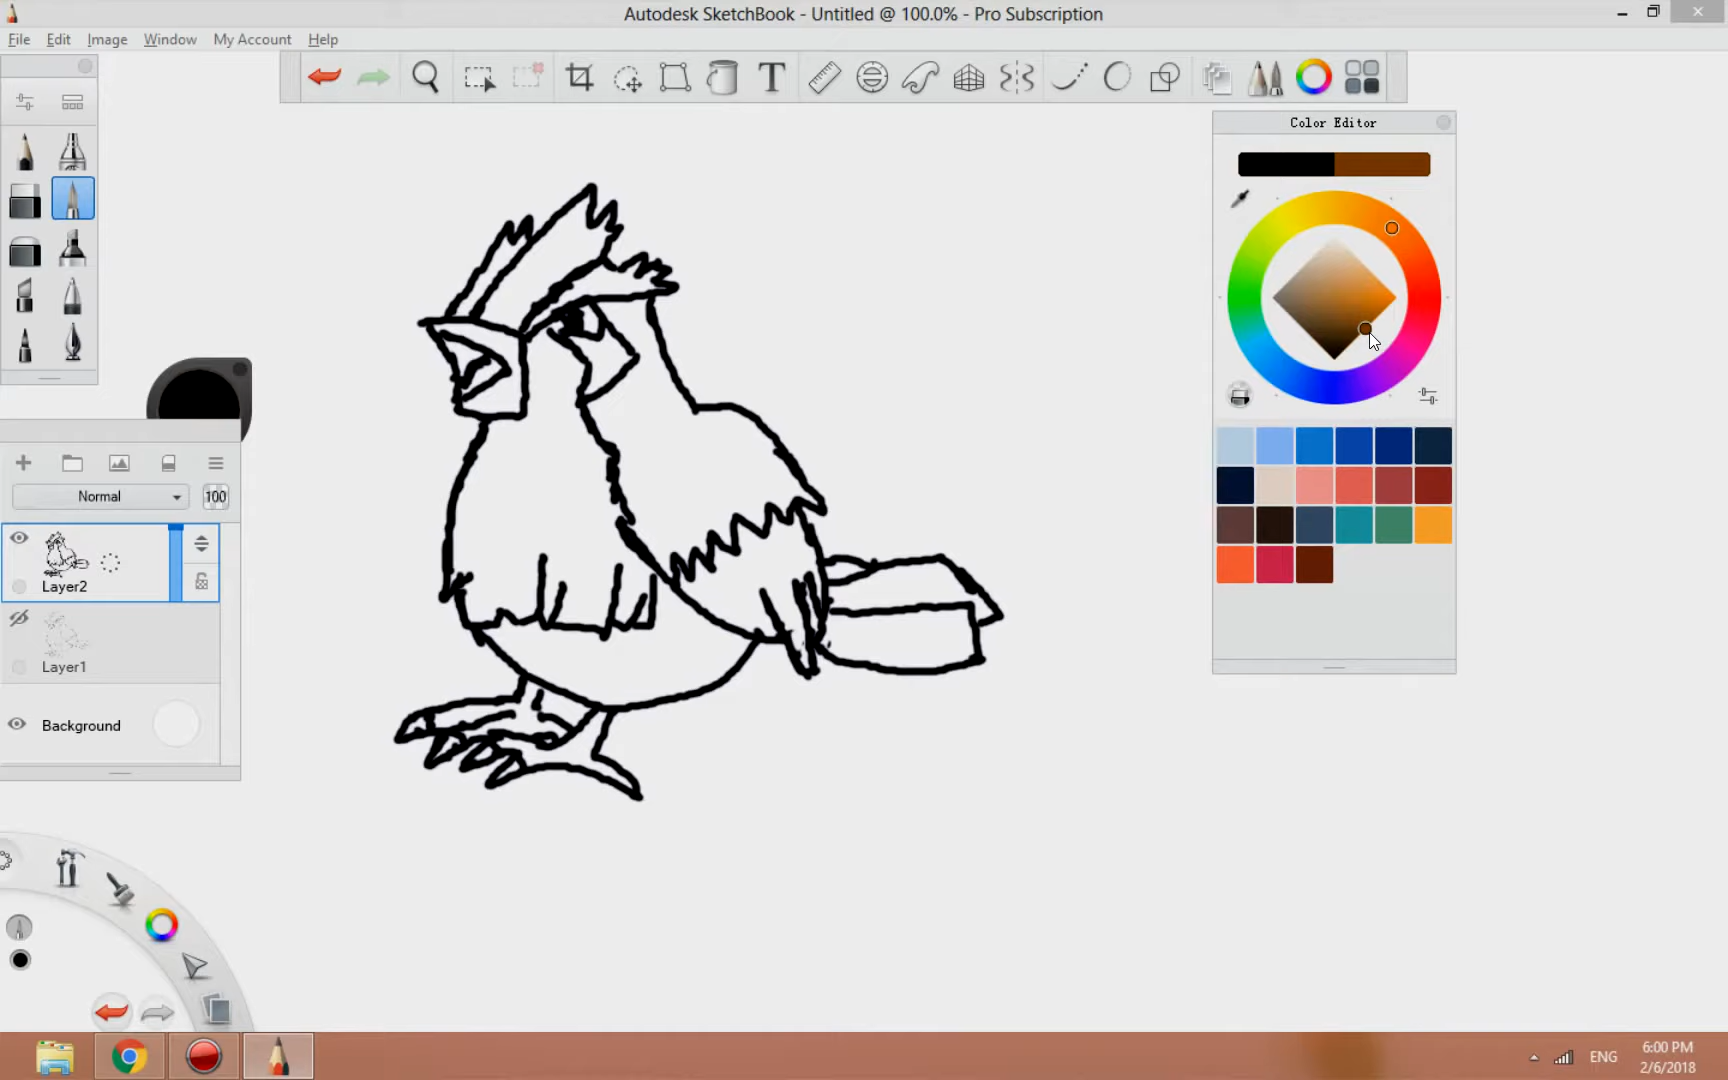 Autodesk SketchBook - Untitled @ 100.0% - Pro Subscription
File Edit Image Window My Account Help
T
Color Editor
Normal 100
Layer2
Layer1
Background
6:00 PM
ENG
2/6/2018